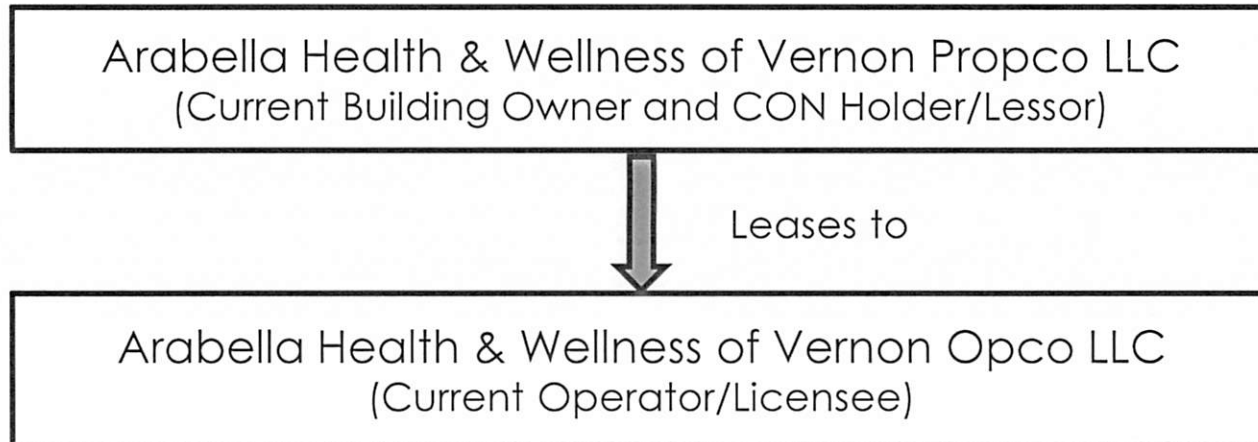 Arabella Health & Wellness of Vernon Propco LLC
(Current Building Owner and CON Holder/Lessor)
Leases to
Arabella Health & Wellness of Vernon Opco LLC
(Current Operator/Licensee)